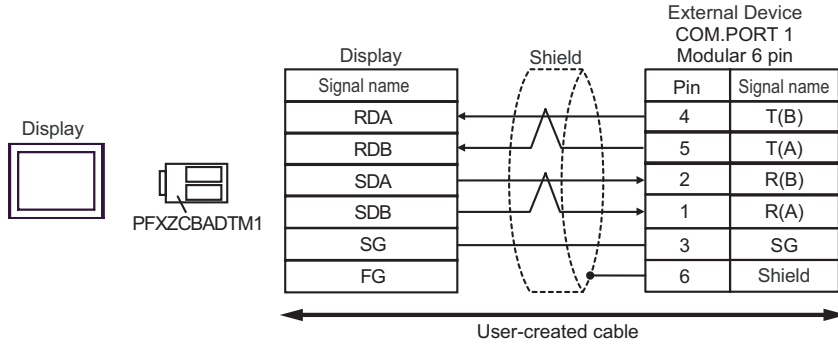 External Device
COM.PORT 1
Modular 6 pin
Display
Shield
Signal name
Pin
Signal name
RDA
4
T(B)
RDB
5
T(A)
SDA
2
R(B)
SDB
1
R(A)
SG
3
SG
FG
6
Shield
Display
PFXZCBADTM1
User-created cable